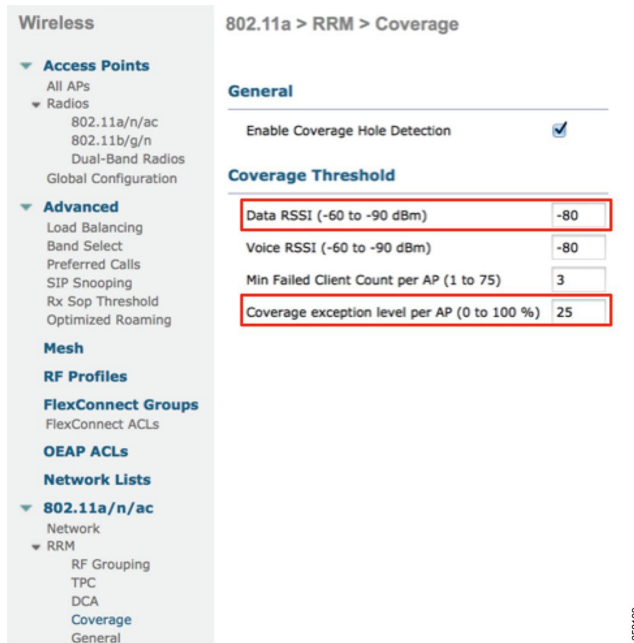 Wireless
Access Points
All APs
Radios
802.11a/n/ac
802.11b/g/n
Dual-Band Radios
Global Configuration
Advanced
Load Balancing
Band Select
Preferred Calls
SIP Snooping
Rx Sop Threshold
Optimized Roaming
Mesh
RF Profiles
FlexConnect Groups
FlexConnect ACLs
OEAP ACLs
Network Lists
802.11a/n/ac
Network
RRM
RF Grouping
TPC
DCA
Coverage
General
802.11a > RRM > Coverage
General
Enable Coverage Hole Detection
Coverage Threshold
Data RSSI (-60 to -90 dBm) -80
Voice RSSI (-60 to -90 dBm) -80
Min Failed Client Count per AP (1 to 75) 3
Coverage exception level per AP (0 to 100 %) 25